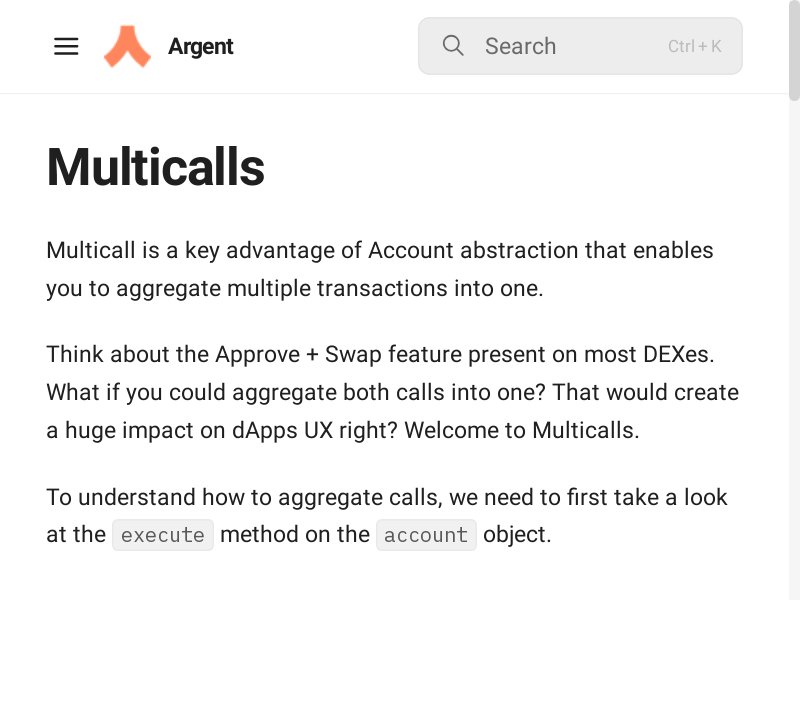 Argent
Search
Ctrl + K
Multicalls
Multicall is a key advantage of Account abstraction that enables
you to aggregate multiple transactions into one.
Think about the Approve + Swap feature present on most DEXes.
What if you could aggregate both calls into one? That would create
a huge impact on dApps UX right? Welcome to Multicalls.
To understand how to aggregate calls, we need to first take a look
at the execute method on the account object.